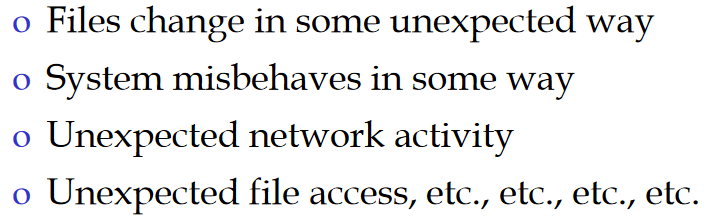 o Files change in some unexpected way
o System misbehaves in some way
o Unexpected network activity
o Unexpected file access, etc., etc., etc., etc.